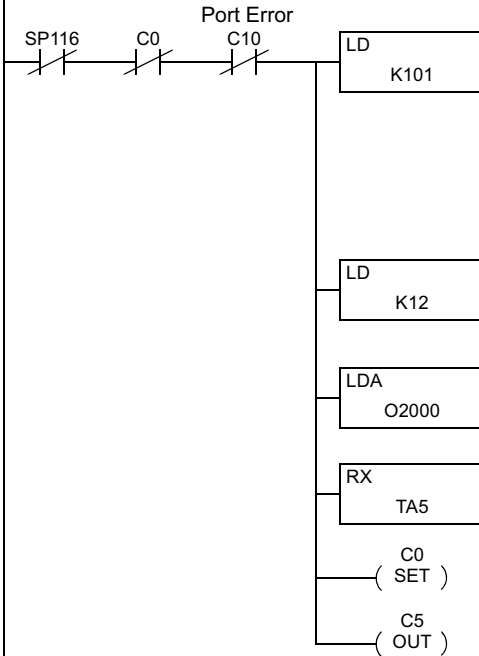 Port Error
SP116 C0 C10
LD
K101
LD
K12
LDA
O2000
RX
TA5
C0
SET
C5
OUT